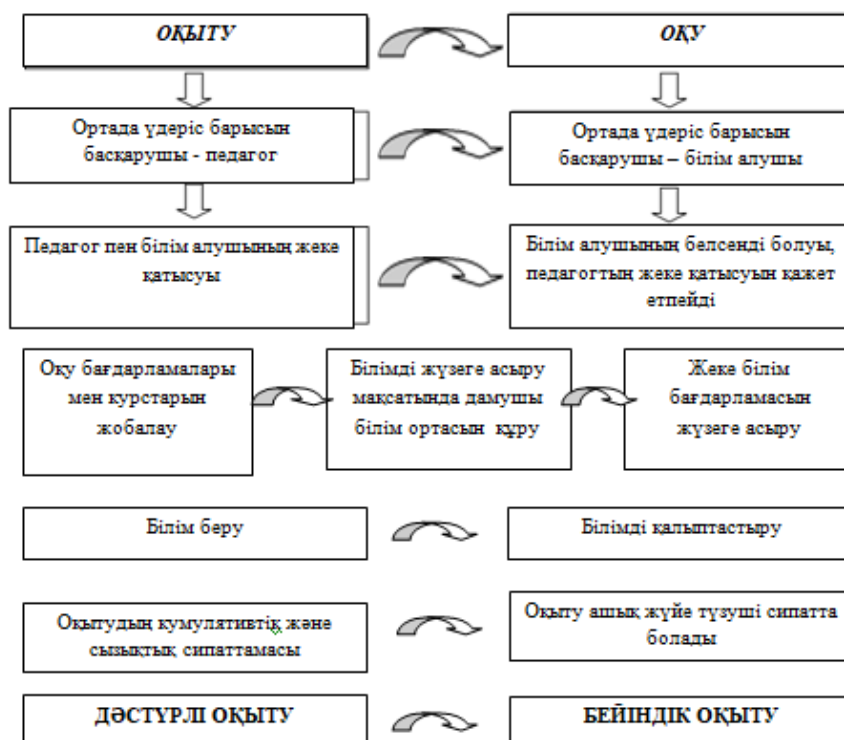 ОҚЫТУ
ОҚУ
Ортада үдеріс барысын
басқарушы - педагог
Ортада үдеріс барысын
басқарушы – білім алушы
Педагог пен білім алушының жеке
қатысуы
Білім алушының белсенді болуы,
педагогтың жеке қатысуын қажет
етпейді
Оқу бағдарламалары
мен курстарын
жобалау
Білімді жүзеге асыру
мақсатында дамушы
білім ортасын құру
Жеке білім
бағдарламасын
жүзеге асыру
Білім беру
Білімді қалыптастыру
Оқытудың кумулятивтік және
сызықтық сипаттамасы
Оқыту ашық жүйе түзуші сипатта
болады
ДӘСТҮРЛІ ОҚЫТУ
БЕЙІНДІК ОҚЫТУ